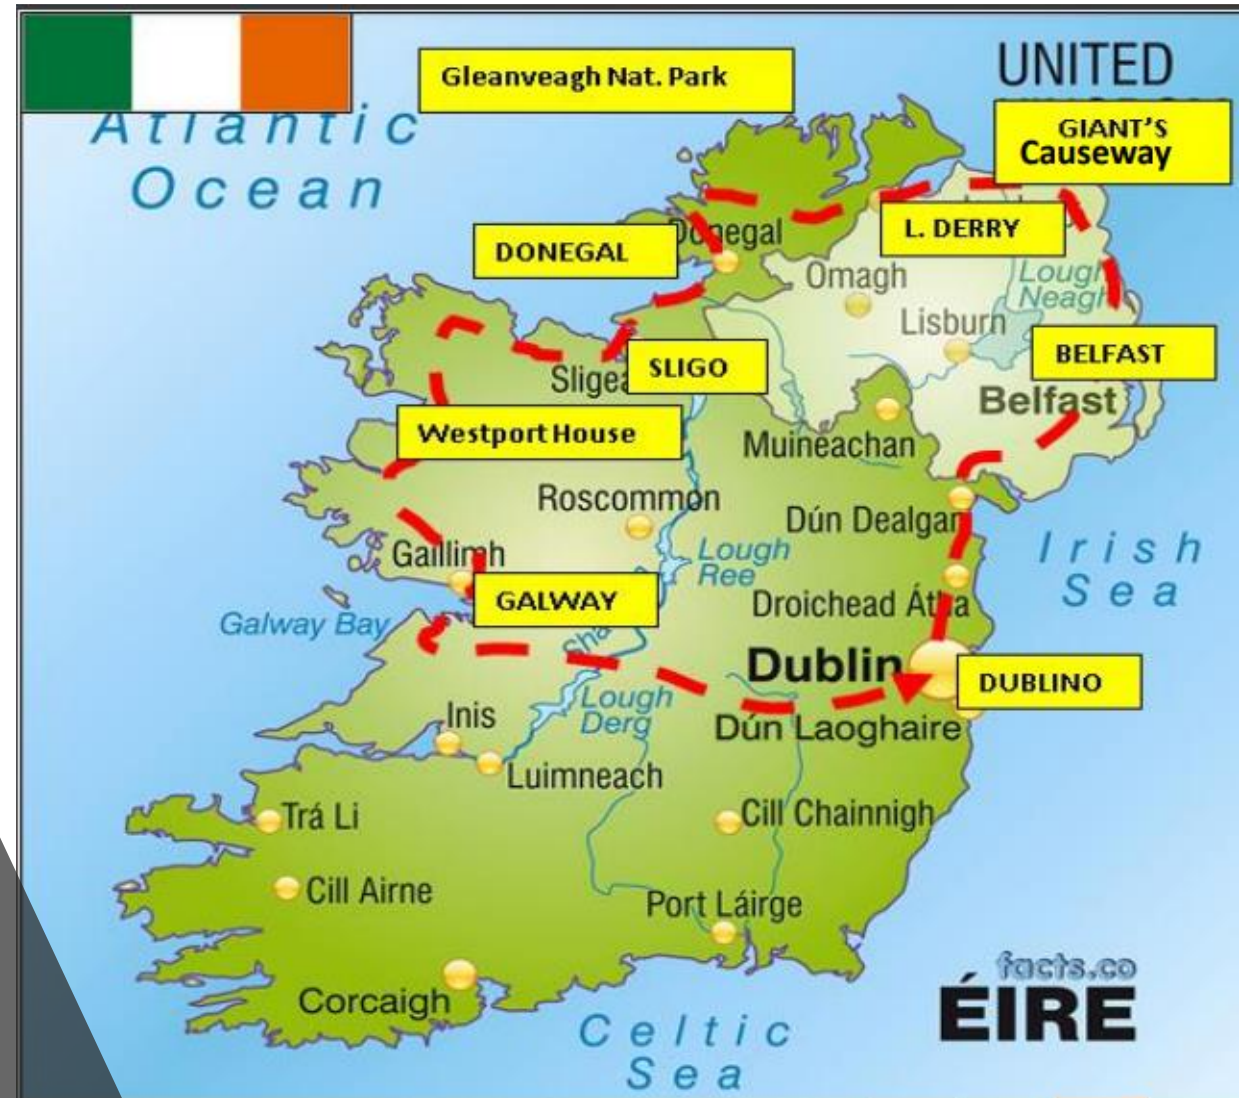 Gleanveagh Nat. Park
UNITED
Atlantic
Ocean
GIANT'S
Causeway
DONEGAL
Donegal
L. DERRY
Omagh
Lough
Neagh
Lisburn
SLIGO
BELFAST
Belfast
Westport House
Muineachan
Roscommon
Dún Dealgan
Gaillimh
Lough
Ree
Irish
Sea
GALWAY
Droichead Átha
Galway Bay
Dublin
DUBLINO
Lough
Derg
Inis
Dún Laoghaire
Luimneach
Trá Li
Cill Chainnigh
Cill Airne
Port Láirge
Corcaigh
Celtic
Sea
facts.co
ÉIRE